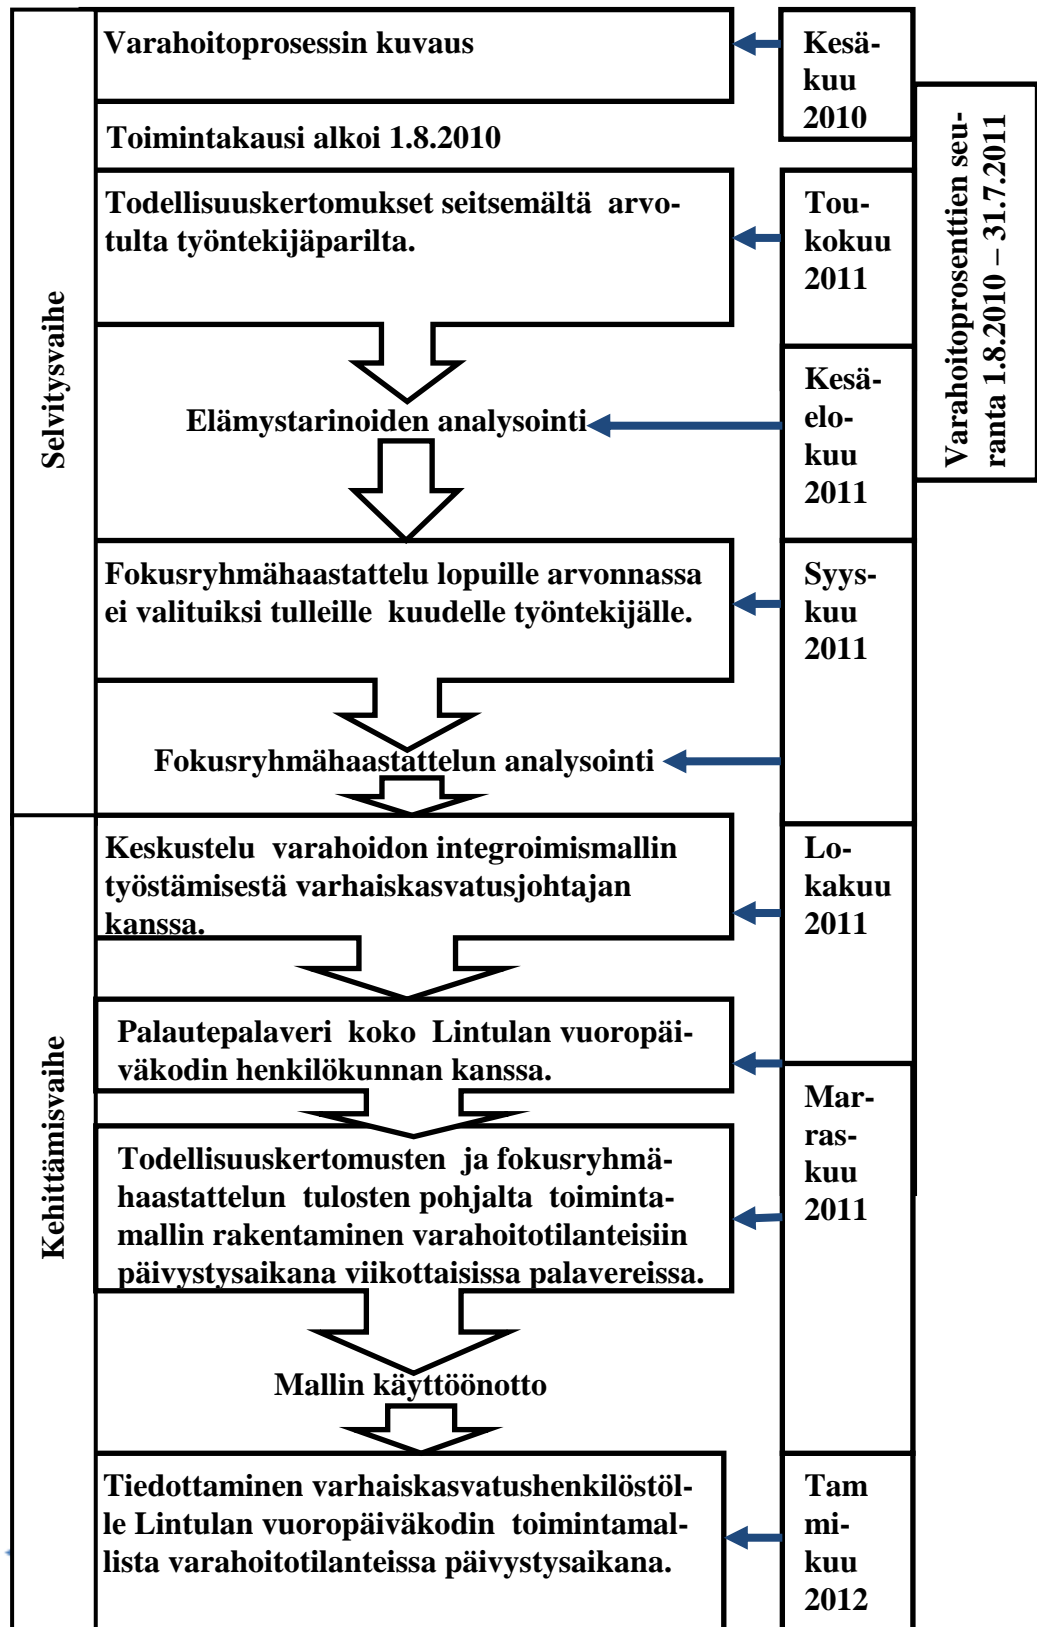 Varahoitoprosessin kuvaus
Kesä-
kuu
2010
Toimintakausi alkoi 1.8.2010
Varahoitoprosenttien seu-
ranta 1.8.2010 – 31.7.2011
Selvitysvaihe
Todellisuuskertomukset seitsemältä arvo-
tulta työntekijäparilta.
Tou-
kokuu
2011
Elämystarinoiden analysointi
Kesä-
elo-
kuu
2011
Fokusryhmähaastattelu lopuille arvonnassa
ei valituiksi tulleille kuudelle työntekijälle.
Syys-
kuu
2011
Fokusryhmähaastattelun analysointi
Kehittämisvaihe
Keskustelu varahoidon integroimismallin
työstämisestä varhaiskasvatusjohtajan
kanssa.
Lo-
kakuu
2011
Palautepalaveri koko Lintulan vuoropäi-
väkodin henkilökunnan kanssa.
Mar-
ras-
kuu
2011
Todellisuuskertomusten ja fokusryhmä-
haastattelun tulosten pohjalta toiminta-
mallin rakentaminen varahoitotilanteisiin
päivystysaikana viikottaisissa palavereissa.
Mallin käyttöönotto
Tiedottaminen varhaiskasvatushenkilöstöl-
le Lintulan vuoropäiväkodin toimintamal-
lista varahoitotilanteissa päivystysaikana.
Tam
mi-
kuu
2012